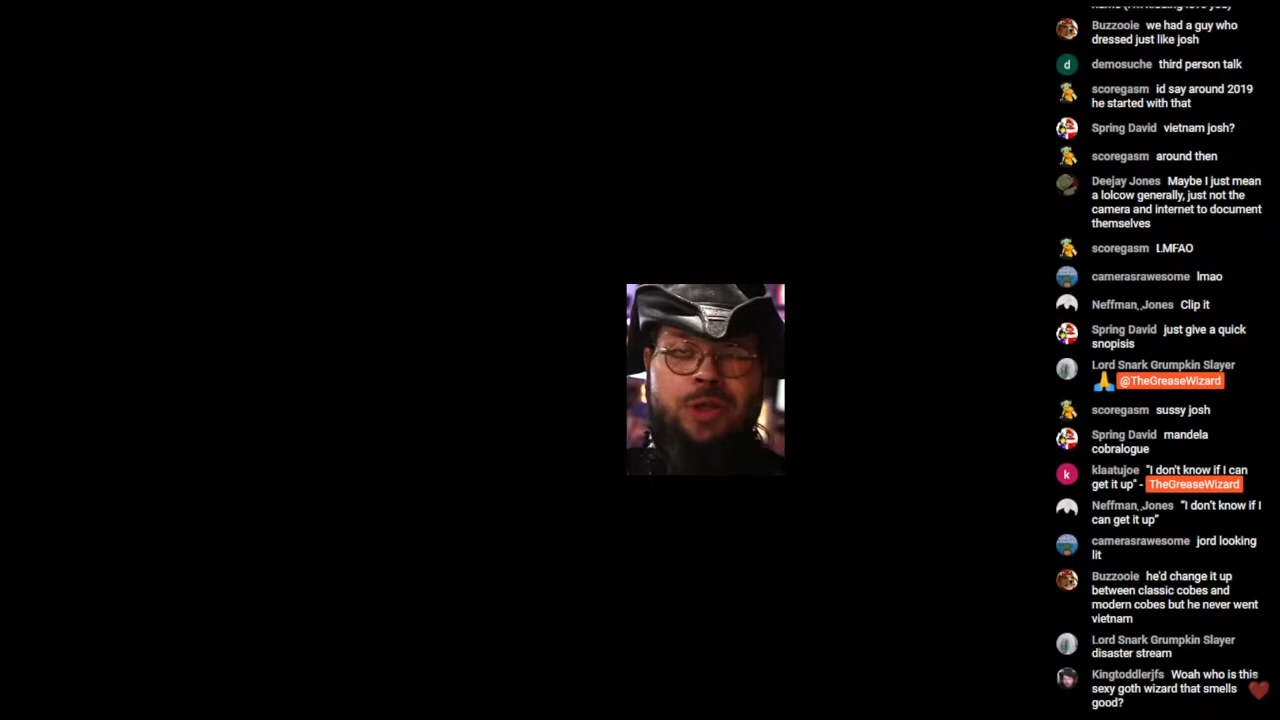 Buzzooie we had a guy who
dressed just like josh
d demosuche third person talk
scoregasm id say around 2019
he started with that
Spring David vietnam josh?
scoregasm around then
Deejay Jones Maybe I just mean
a lolcow generally, just not the
camera and internet to document
themselves
scoregasm LMFAO
camerasrawesome lmao
Neffman_Jones Clip it
Spring David just give a quick
snopisis
Lord Snark Grumpkin Slayer
@TheGreaseWizard
scoregasm sussy josh
Spring David mandela
cobralogue
k klaatujoe "I don't know if I can
get it up" - TheGreaseWizard
Neffman_Jones “I don’t know if I
can get it up”
camerasrawesome jord looking
lit
Buzzooie he'd change it up
between classic cobes and
modern cobes but he never went
vietnam
Lord Snark Grumpkin Slayer
disaster stream
Kingtoddlerjfs Woah who is this
sexy goth wizard that smells
good?